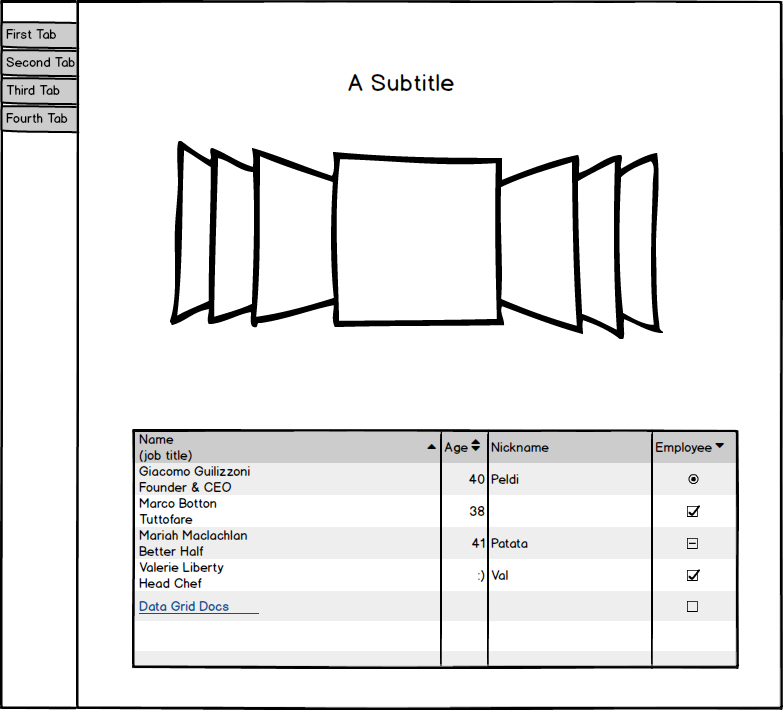 First Tab
Second Tab
Third Tab
Fourth Tab
A Subtitle
Name
(job title)
Age
Nickname
Employee
Giacomo Guilizzoni
Founder & CEO
40
Peldi
Marco Botton
Tuttofare
38
Mariah Maclachlan
Better Half
41
Patata
Valerie Liberty
Head Chef
:)
Val
Data Grid Docs